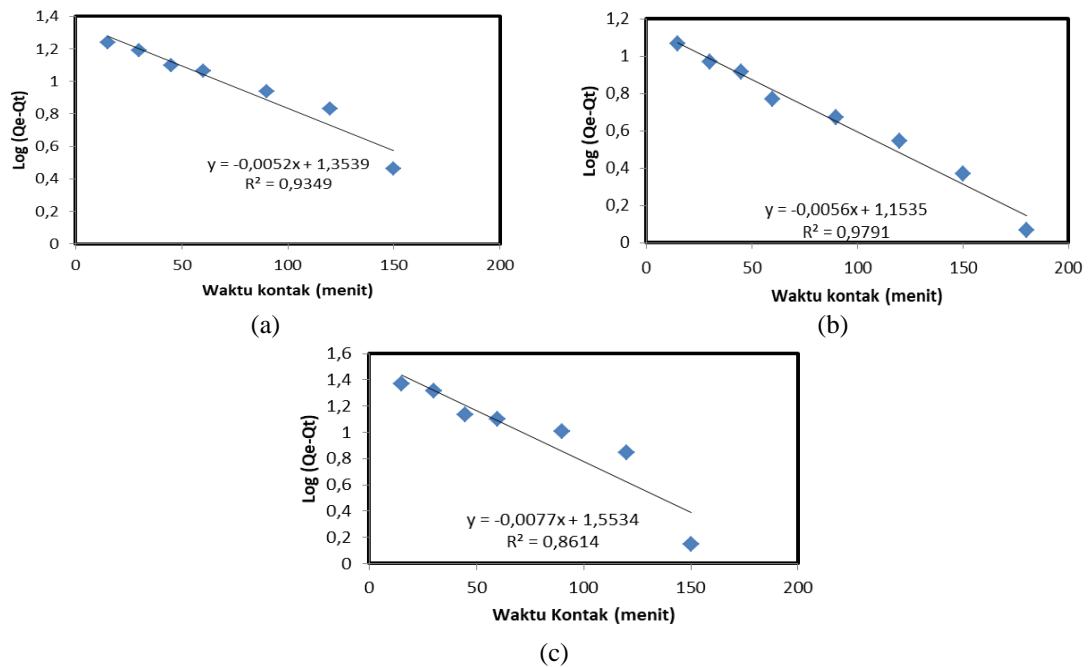 1,4
1,2
1
0,8
0,6
0,4
0,2
0
Log (Qe-Qt)
y = -0,0052x + 1,3539
R² = 0,9349
0 50 100 150 200
Waktu kontak (menit)
(a)
1,2
1
0,8
0,6
0,4
0,2
0
Log (Qe-Qt)
y = -0,0056x + 1,1535
R² = 0,9791
0 50 100 150 200
Waktu kontak (menit)
(b)
1,6
1,4
1,2
1
0,8
0,6
0,4
0,2
0
Log (Qe-Qt)
y = -0,0077x + 1,5534
R² = 0,8614
0 50 100 150 200
Waktu Kontak (menit)
(c)